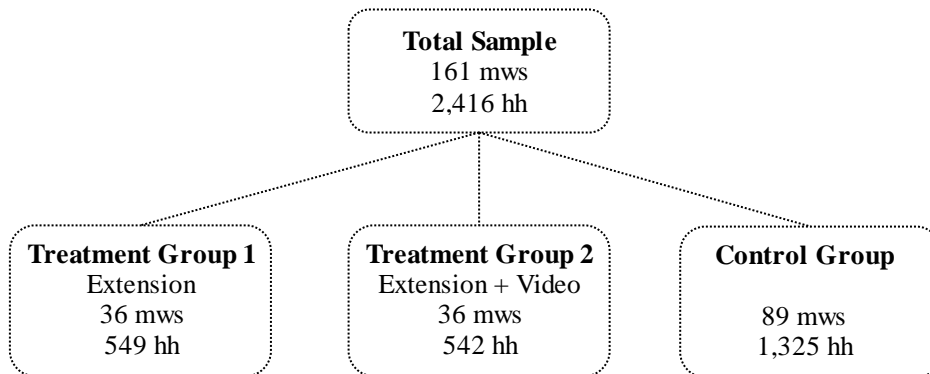 Total Sample
161 mws
2,416 hh
Treatment Group 1
Extension
36 mws
549 hh
Treatment Group 2
Extension + Video
36 mws
542 hh
Control Group
89 mws
1,325 hh